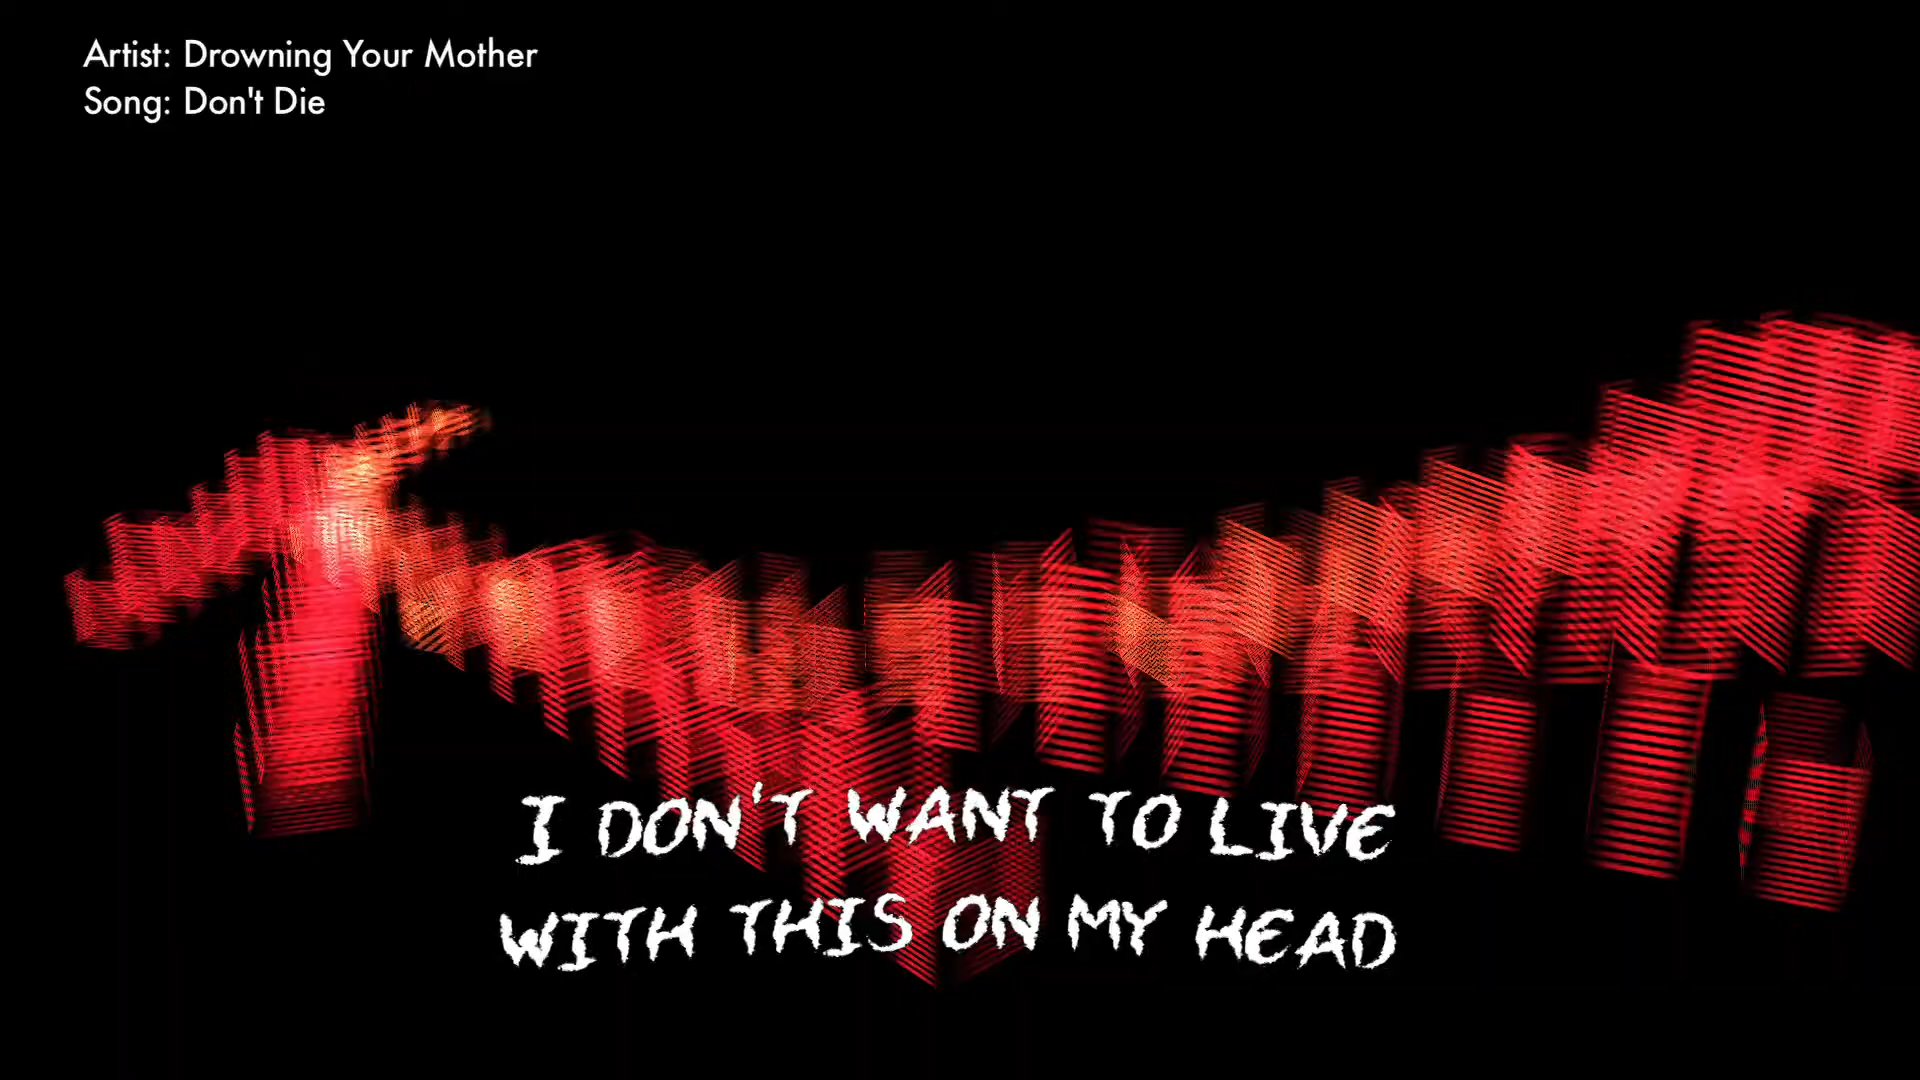 Artist: Drowning Your Mother
Song: Don't Die
I DON'T WANT TO LIVE
WITH THIS ON MY HEAD